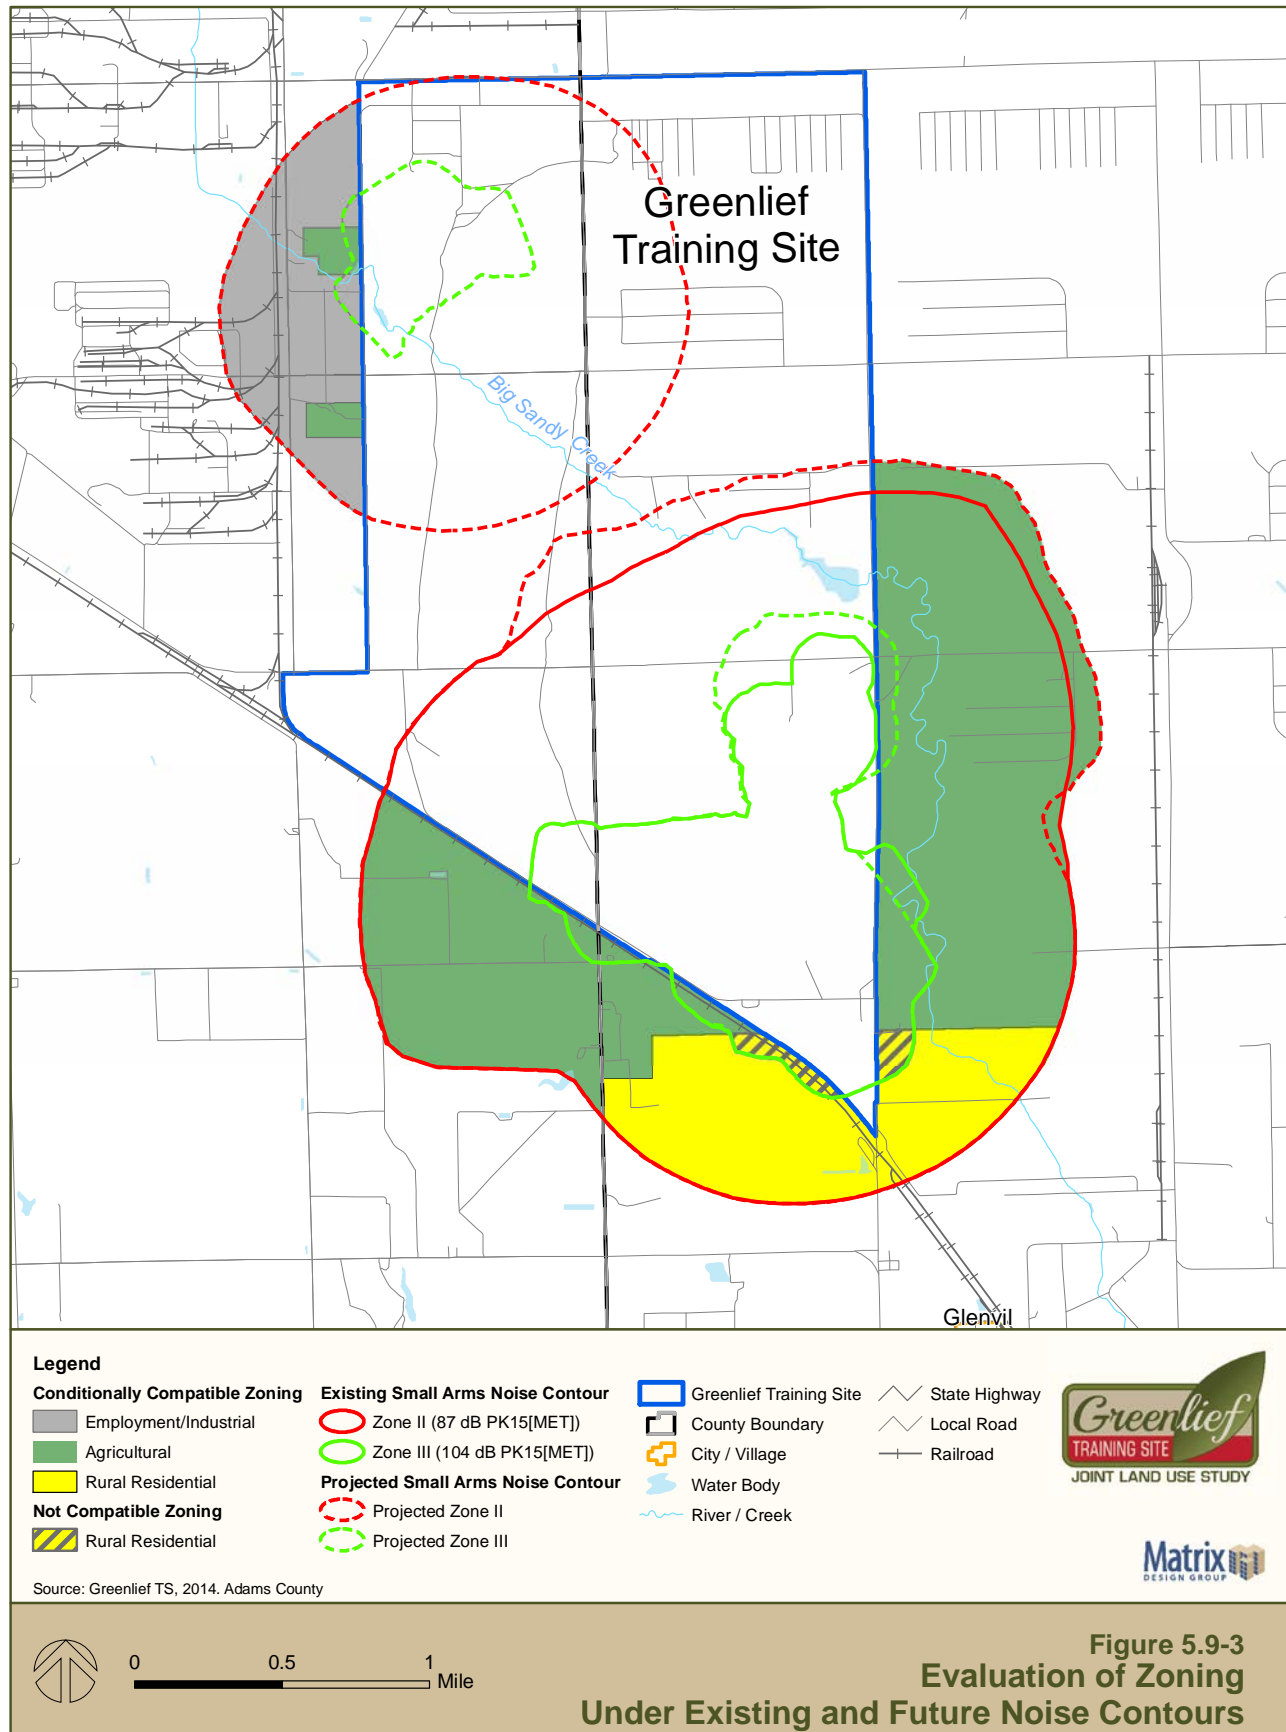 Greenlief
Training Site
Big Sandy Creek
Glenvil
Legend
Conditionally Compatible Zoning
Employment/Industrial
Agricultural
Rural Residential
Not Compatible Zoning
Rural Residential
Existing Small Arms Noise Contour
Zone II (87 dB PK15[MET])
Zone III (104 dB PK15[MET])
Projected Small Arms Noise Contour
Projected Zone II
Projected Zone III
Greenlief Training Site
County Boundary
City / Village
Water Body
River / Creek
State Highway
Local Road
Railroad
Greenlief
TRAINING SITE
JOINT LAND USE STUDY
Matrix
DESIGN GROUP
Source: Greenlief TS, 2014. Adams County
0 0.5 1
Mile
Figure 5.9-3
Evaluation of Zoning
Under Existing and Future Noise Contours